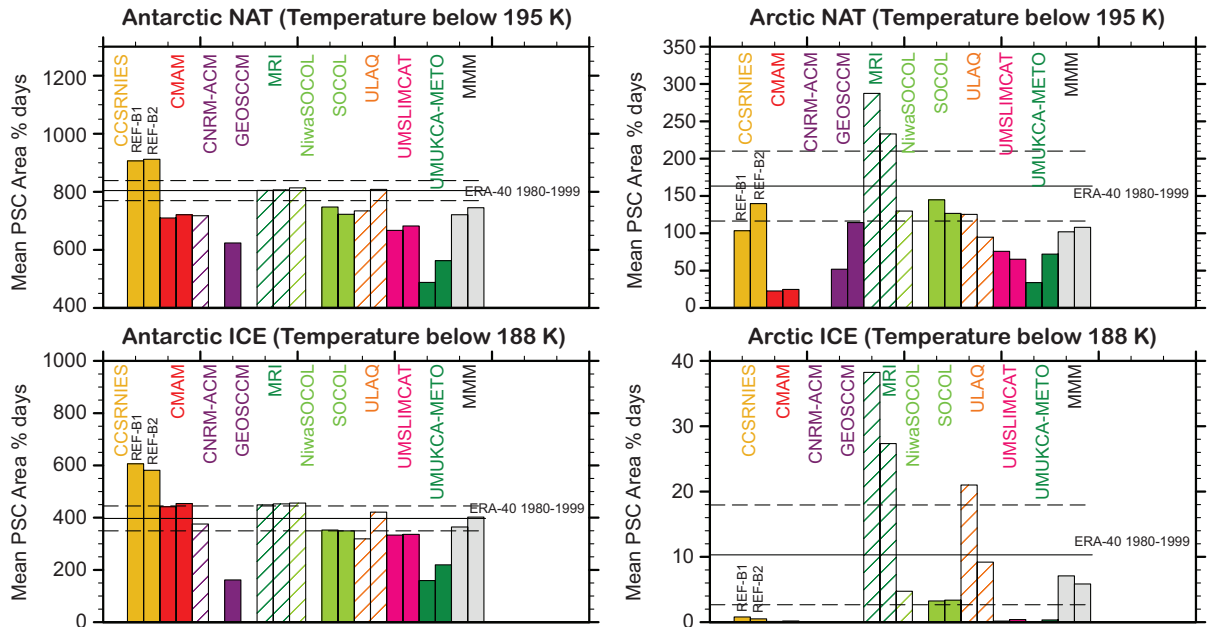 Antarctic NAT (Temperature below 195 K)
Mean PSC Area % days
1200
1000
800
600
400
CCSRNIES
REF-B1
REF-B2
CMAM
CNRM-ACM
GEOSCCM
MRI
NiwaSOCOL
SOCOL
ULAQ
UMSLIMCAT
UMUKCA-METO
MMM
ERA-40 1980-1999
Arctic NAT (Temperature below 195 K)
Mean PSC Area % days
350
300
250
200
150
100
50
0
CCSRNIES
REF-B1
REF-B2
CMAM
CNRM-ACM
GEOSCCM
MRI
NiwaSOCOL
SOCOL
ULAQ
UMSLIMCAT
UMUKCA-METO
MMM
ERA-40 1980-1999
Antarctic ICE (Temperature below 188 K)
Mean PSC Area % days
1000
800
600
400
200
0
CCSRNIES
REF-B1
REF-B2
CMAM
CNRM-ACM
GEOSCCM
MRI
NiwaSOCOL
SOCOL
ULAQ
UMSLIMCAT
UMUKCA-METO
MMM
ERA-40 1980-1999
Arctic ICE (Temperature below 188 K)
Mean PSC Area % days
40
30
20
10
0
CCSRNIES
REF-B1
REF-B2
CMAM
CNRM-ACM
GEOSCCM
MRI
NiwaSOCOL
SOCOL
ULAQ
UMSLIMCAT
UMUKCA-METO
MMM
ERA-40 1980-1999